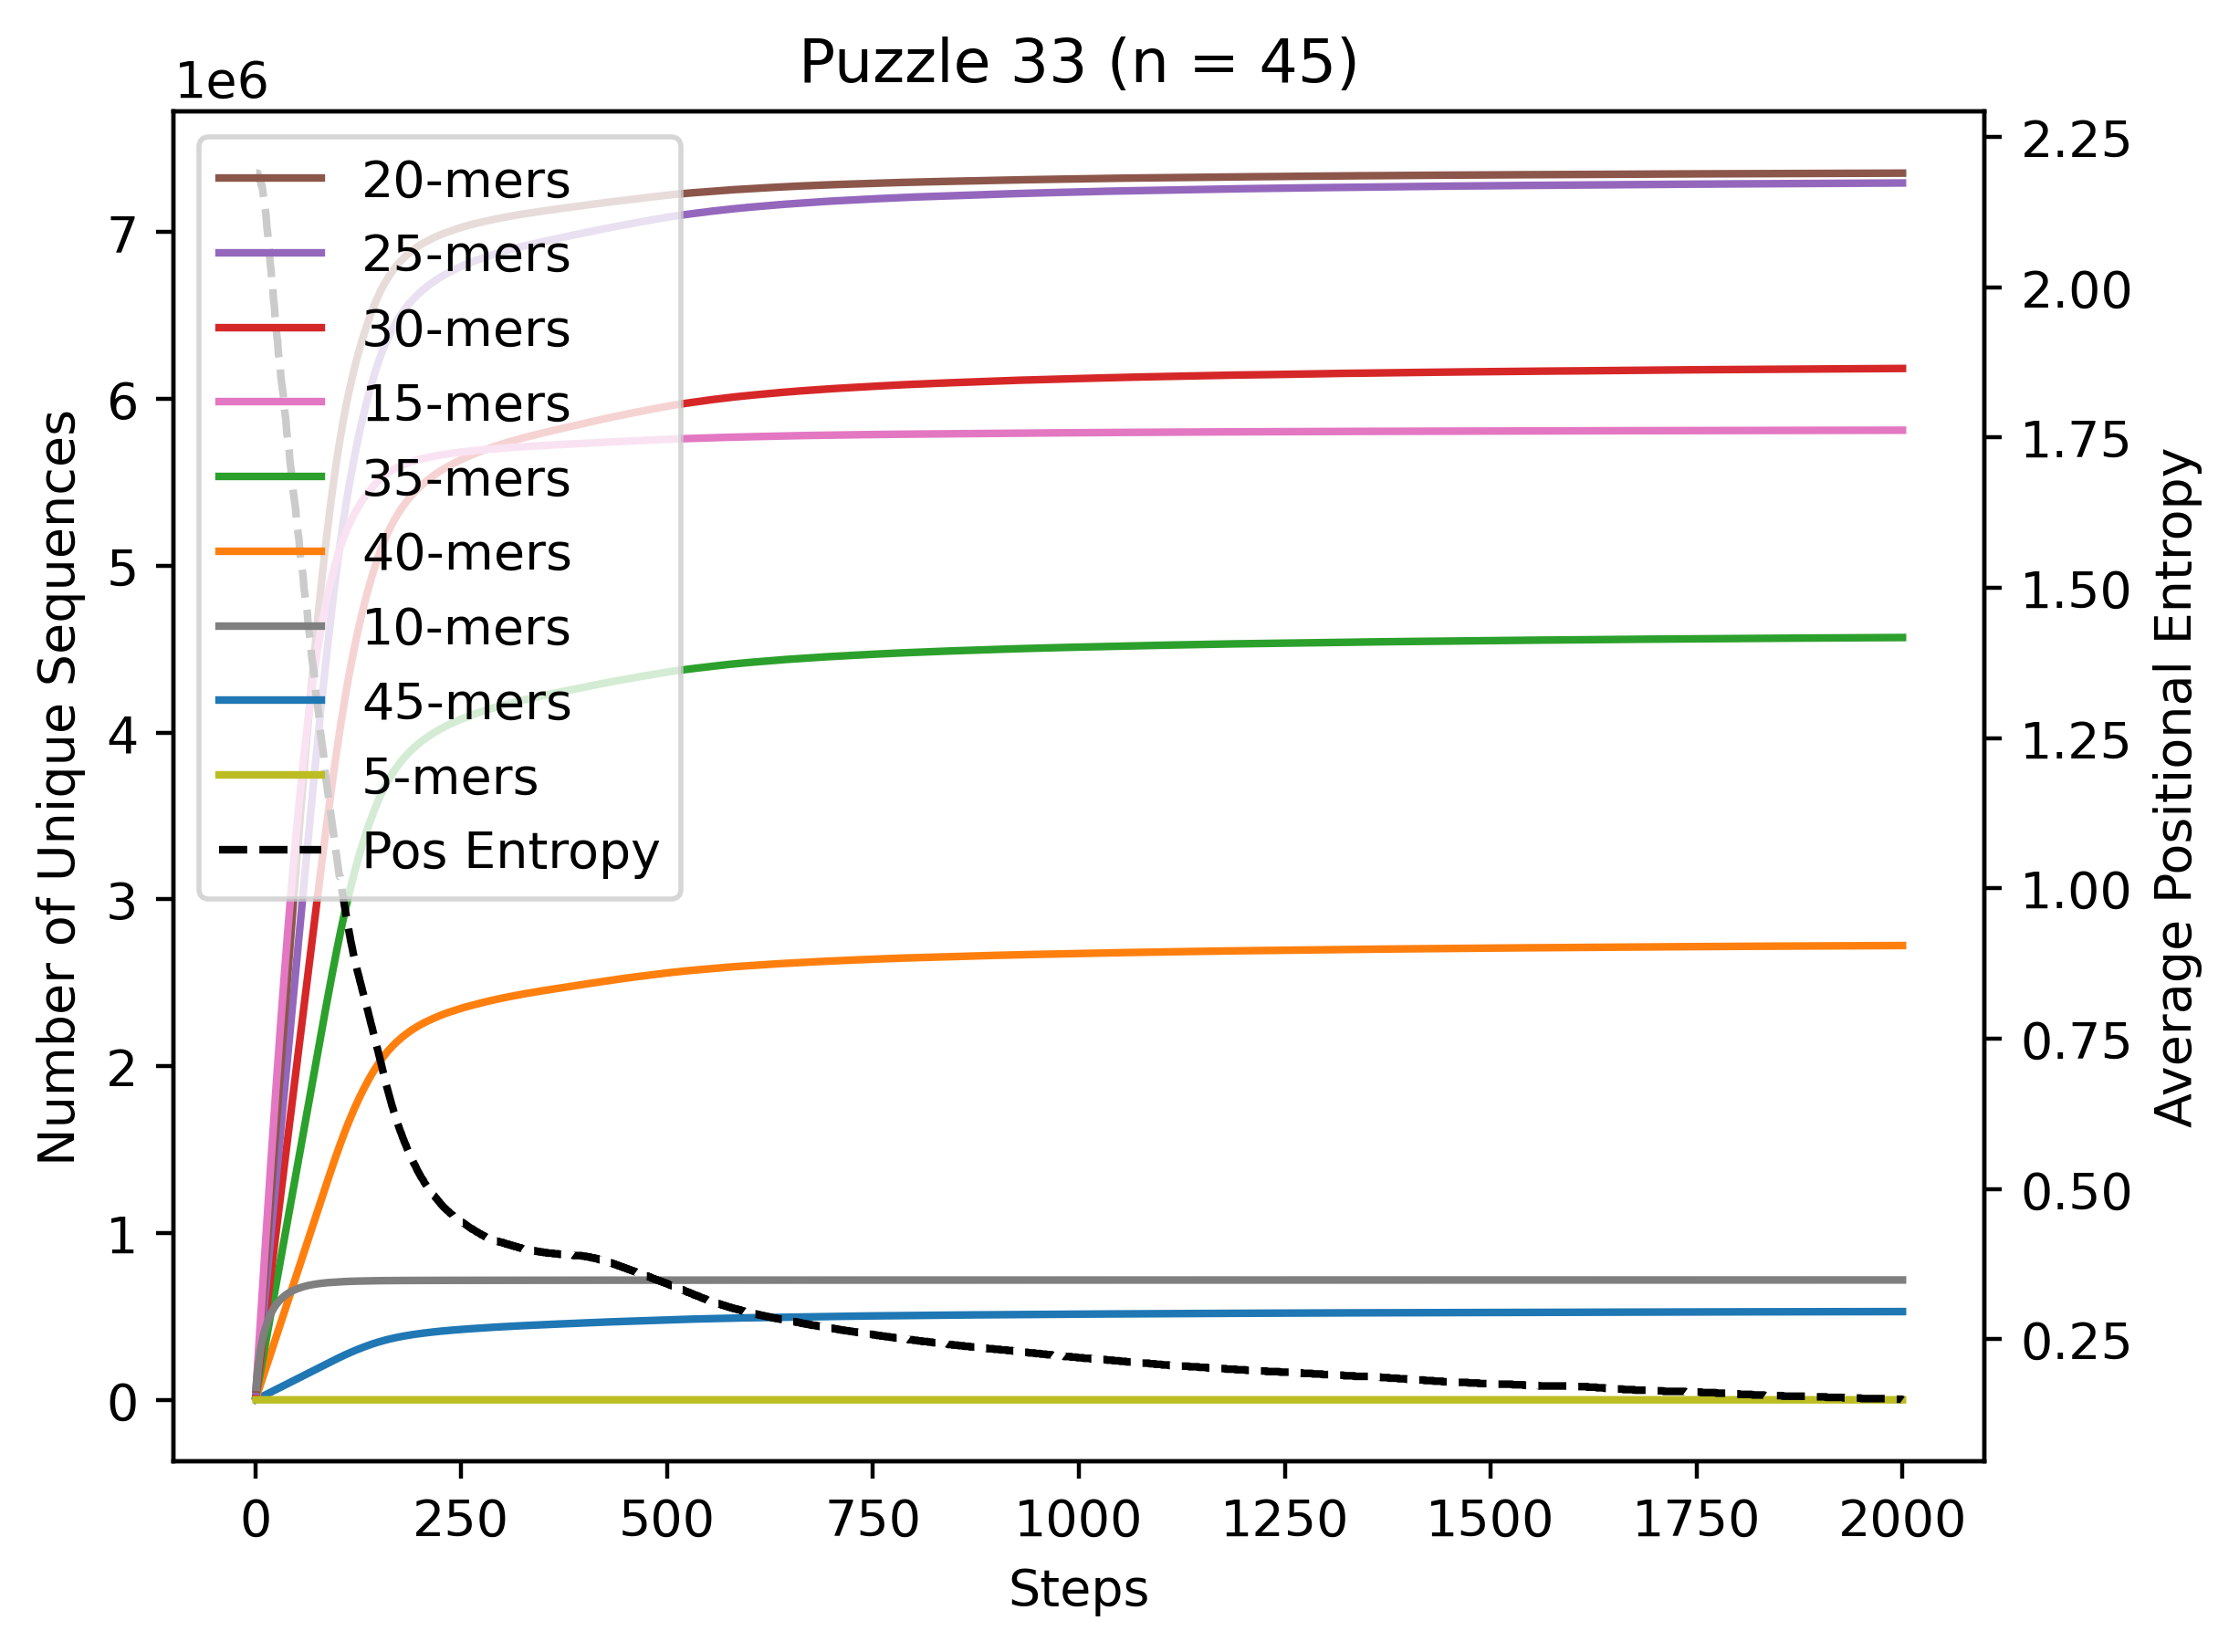 Puzzle 33 (n = 45)
1e6
20-mers
25-mers
30-mers
15-mers
35-mers
40-mers
10-mers
45-mers
5-mers
Pos Entropy
Number of Unique Sequences
7
6
5
4
3
2
1
0
2.25
2.00
1.75
1.50
1.25
1.00
0.75
0.50
0.25
Average Positional Entropy
0 250 500 750 1000 1250 1500 1750 2000
Steps